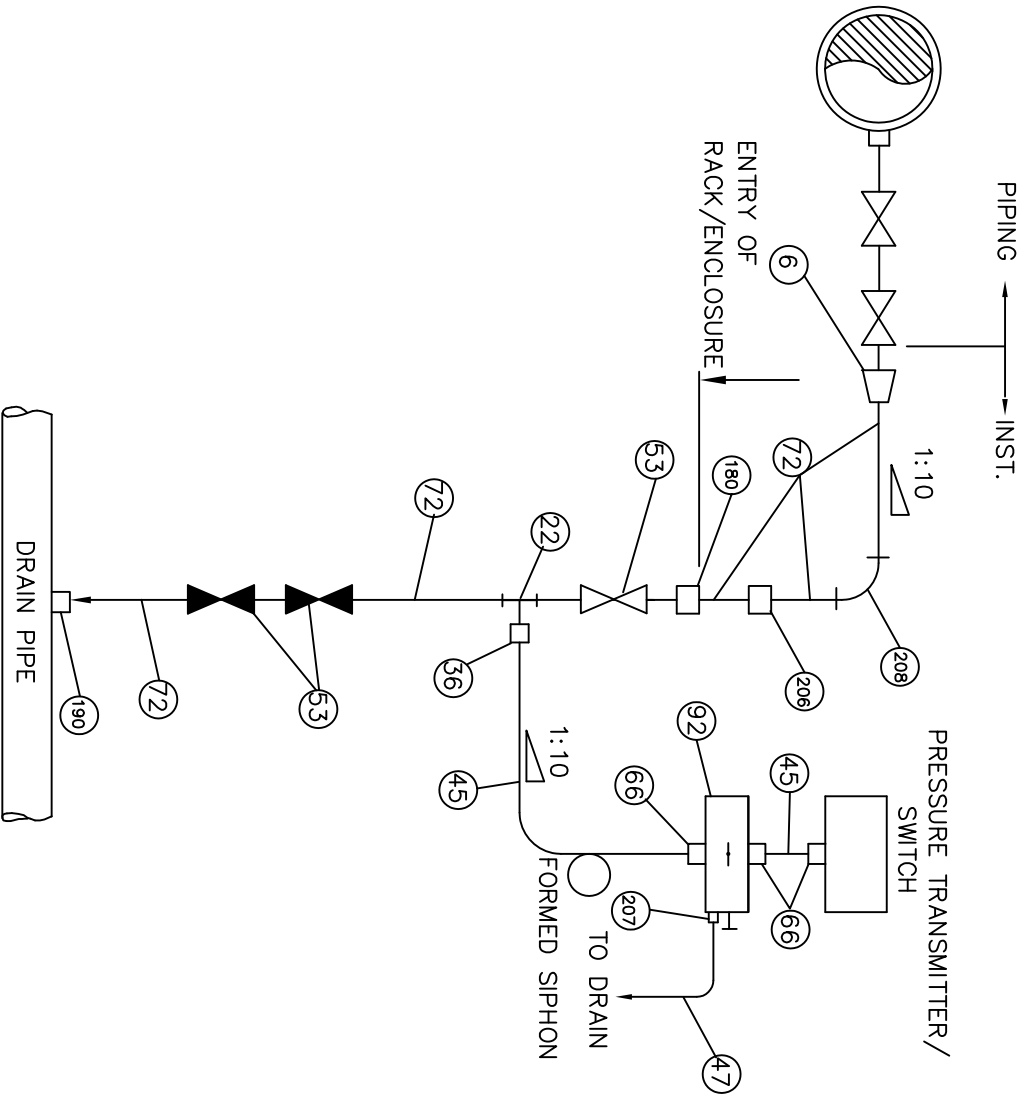 PIPING
INST.
ENTRY OF
RACK/ENCLOSURE
6
1:10
72
180
53
208
206
72
22
36
53
72
190
DRAIN PIPE
1:10
45
PRESSURE TRANSMITTER/
SWITCH
92
45
66
66
207
FORMED SIPHON
TO DRAIN
47